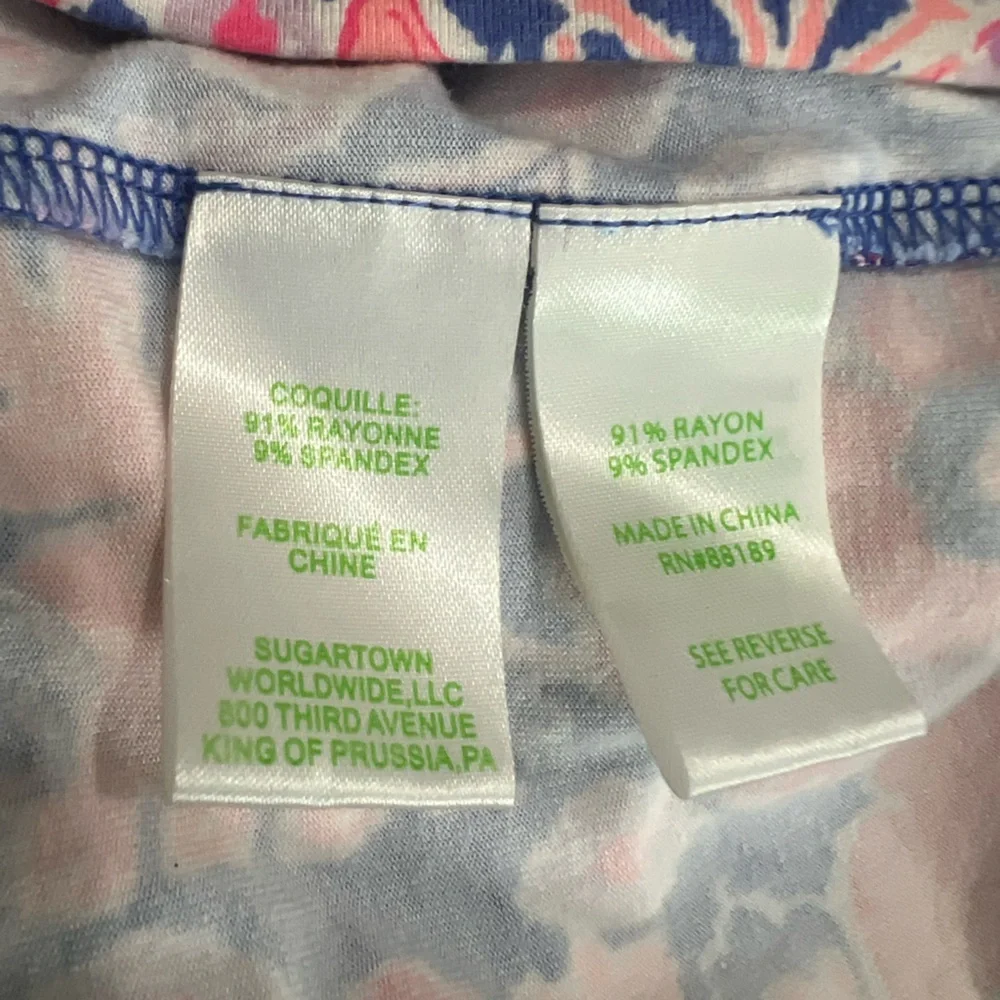 COQUILLE:
91% RAYONNE
9% SPANDEX
FABRIQUÉ EN
CHINE
SUGARTOWN
WORLDWIDE,LLC
800 THIRD AVENUE
KING OF PRUSSIA,PA
91% RAYON
9% SPANDEX
MADE IN CHINA
RN#88189
SEE REVERSE
FOR CARE